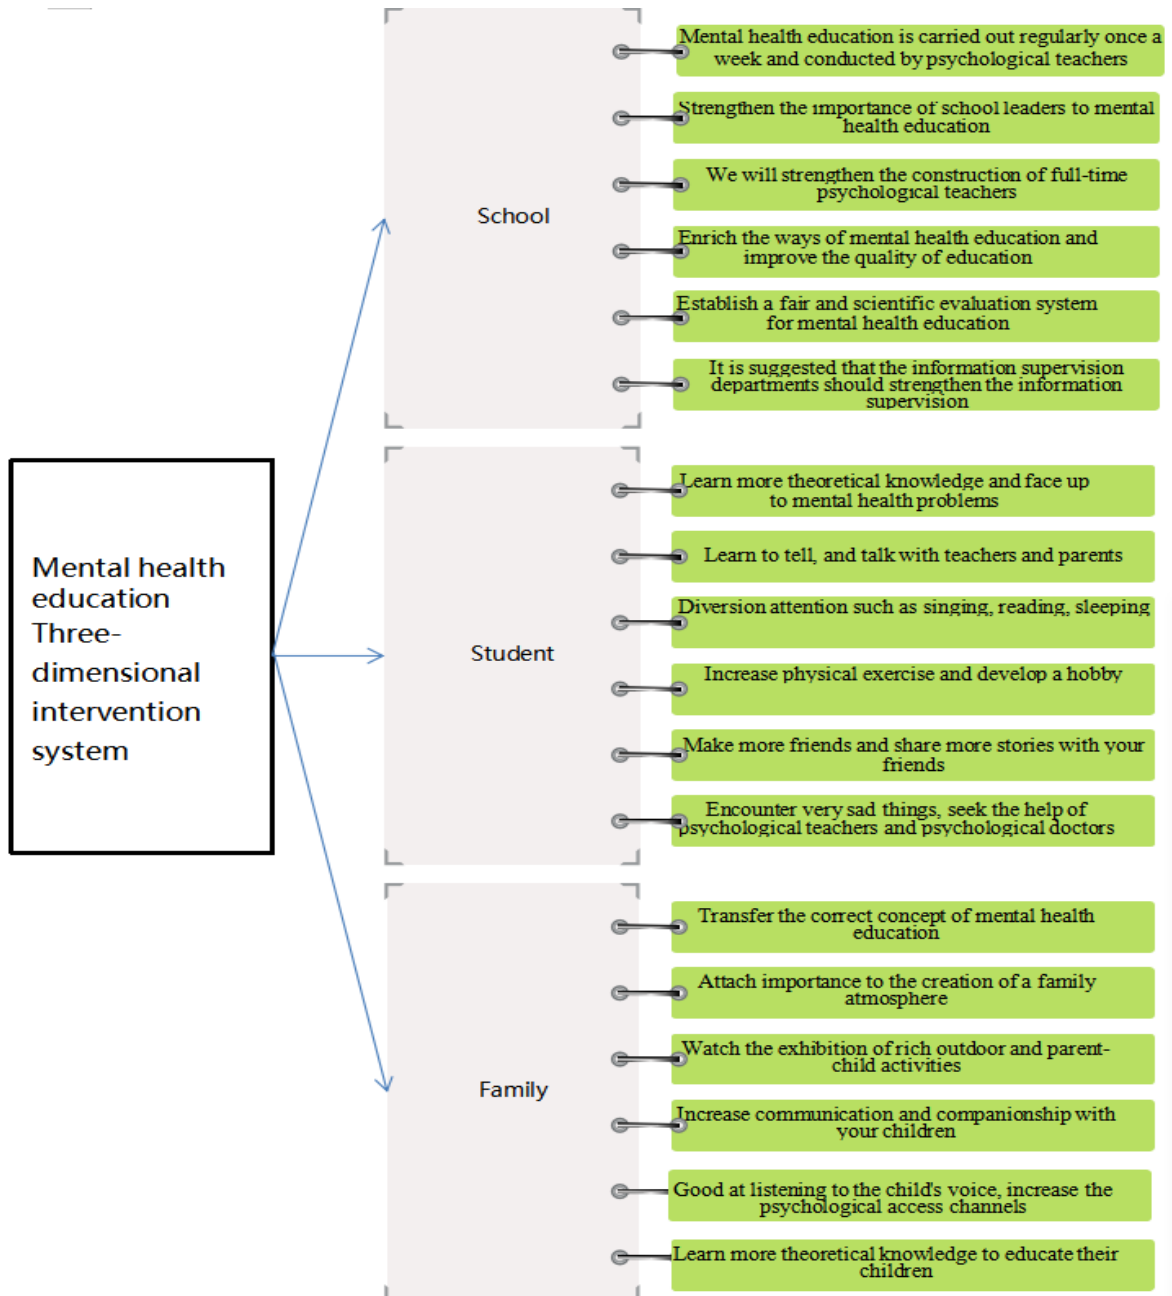 Mental health
education
Three-
dimensional
intervention
system
School
Mental health education is carried out regularly once a
week and conducted by psychological teachers
Strengthen the importance of school leaders to mental
health education
We will strengthen the construction of full-time
psychological teachers
Enrich the ways of mental health education and
improve the quality of education
Establish a fair and scientific evaluation system
for mental health education
It is suggested that the information supervision
departments should strengthen the information
supervision
Student
Learn more theoretical knowledge and face up
to mental health problems
Learn to tell, and talk with teachers and parents
Diversion attention such as singing, reading, sleeping
Increase physical exercise and develop a hobby
Make more friends and share more stories with your
friends
Encounter very sad things, seek the help of
psychological teachers and psychological doctors
Family
Transfer the correct concept of mental health
education
Attach importance to the creation of a family
atmosphere
Watch the exhibition of rich outdoor and parent-
child activities
Increase communication and companionship with
your children
Good at listening to the child's voice, increase the
psychological access channels
Learn more theoretical knowledge to educate their
children